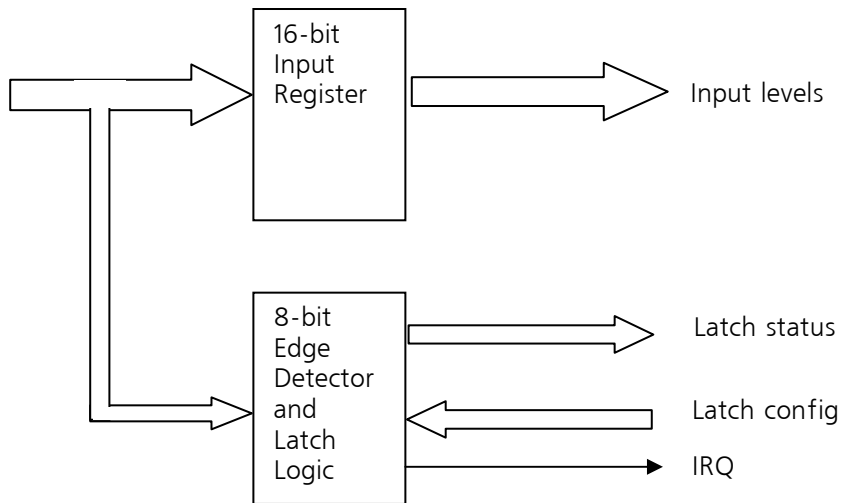 16-bit
Input
Register
Input levels
8-bit
Edge
Detector
and
Latch
Logic
Latch status
Latch config
IRQ